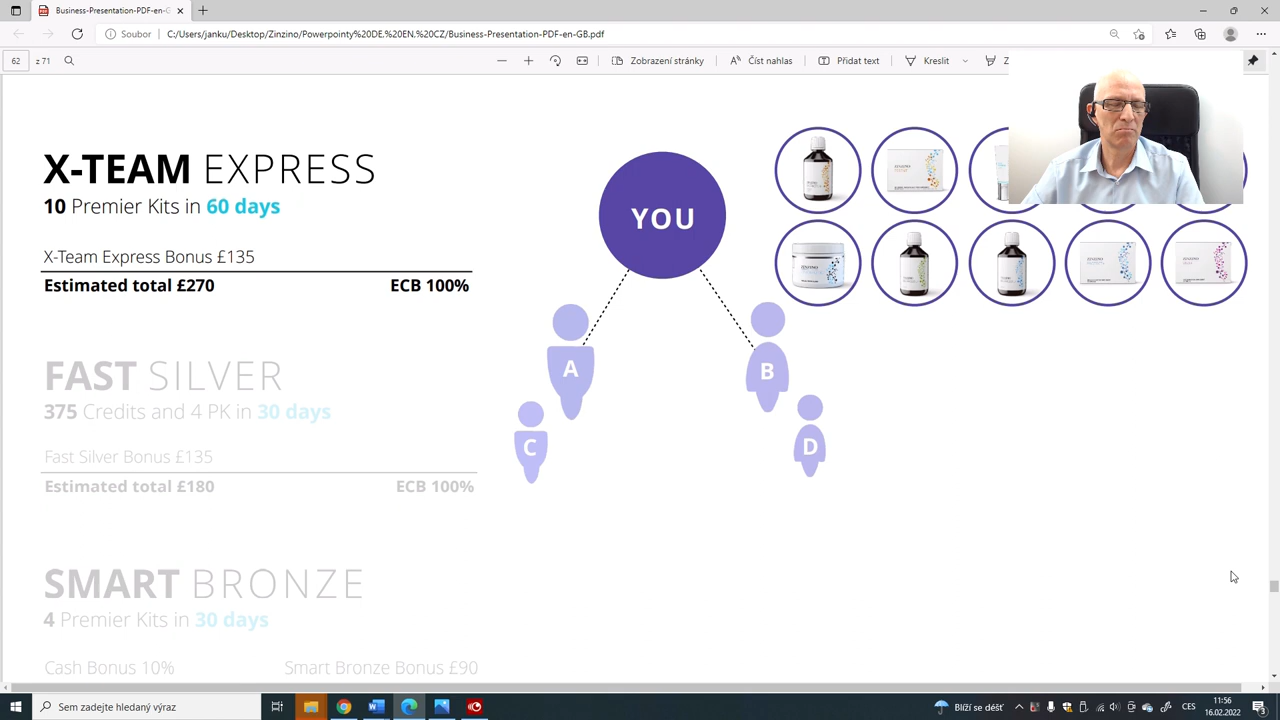 Business-Presentation-PDF-en-G
Soubor
C:/Users/janku/Desktop/Zinzino/Powerpointy%20DE,%20EN,%20CZ/Business-Presentation-PDF-en-GB.pdf
62 z 71
Zobrazení stránky
Číst nahlas
Přidat text
Kreslit
X-TEAM EXPRESS
10 Premier Kits in 60 days
X-Team Express Bonus £135
Estimated total £270 ECB 100%
YOU
A
B
C
D
FAST SILVER
375 Credits and 4 PK in 30 days
Fast Silver Bonus £135
Estimated total £180 ECB 100%
SMART BRONZE
4 Premier Kits in 30 days
Cash Bonus 10% Smart Bronze Bonus £90
Sem zadejte hledaný výraz
Blíží se déšť
CES
11:56
16.02.2022